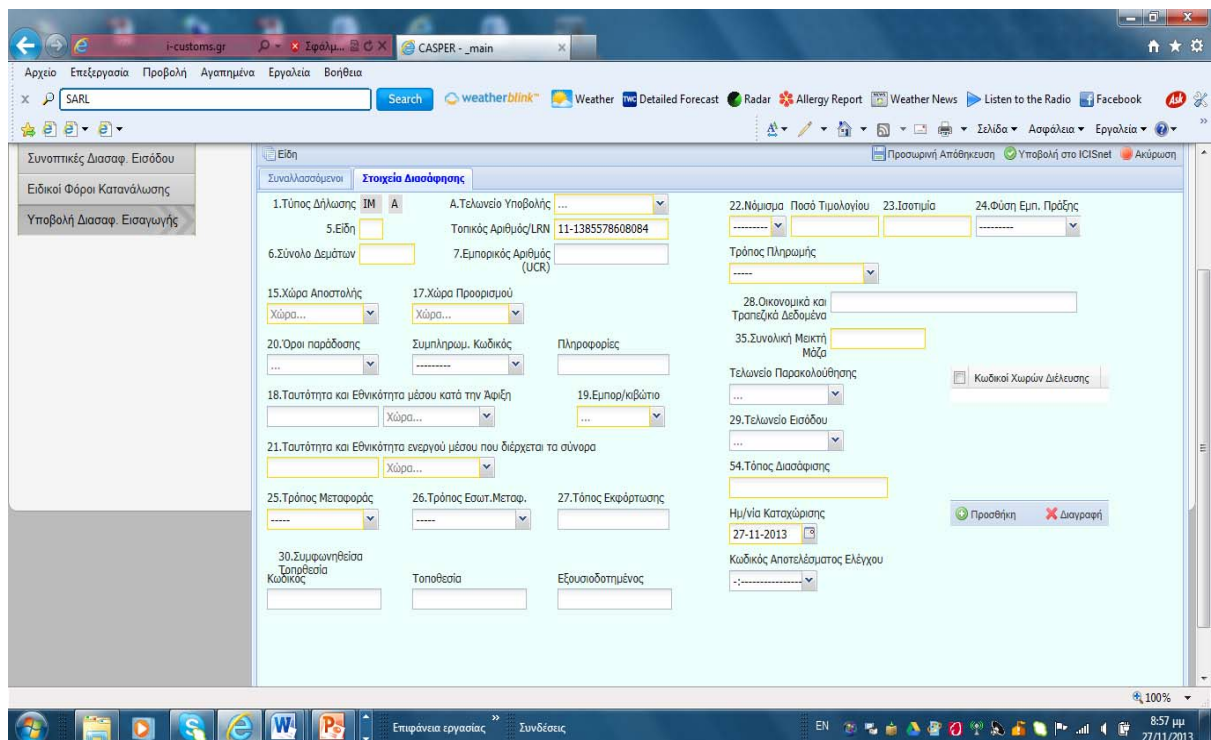 i-customs.gr
Σφάλμ...
CASPER - _main
Αρχείο Επεξεργασία Προβολή Αγαπημένα Εργαλεία Βοήθεια
x SARL Search weatherblink™ Weather TWC Detailed Forecast Radar Allergy Report Weather News Listen to the Radio Facebook Ask
Σελίδα Ασφάλεια Εργαλεία
Συνοπτικές Διασαφ. Εισόδου
Ειδικοί Φόροι Κατανάλωσης
Υποβολή Διασαφ. Εισαγωγής
Είδη Προσωρινή Απόθηκευση Υποβολή στο ICISnet Ακύρωση
Συναλλασσόμενοι Στοιχεία Διασάφησης
1.Τύπος Δήλωσης IM A Α.Τελωνείο Υποβολής ...
5.Είδη Τοπικός Αριθμός/LRN 11-1385578608084
6.Σύνολο Δεμάτων 7.Εμπορικός Αριθμός
(UCR)
15.Χώρα Αποστολής 17.Χώρα Προορισμού
Χώρα... Χώρα...
20.Όροι παράδοσης Συμπληρωμ. Κωδικός Πληροφορίες
... ---------
18.Ταυτότητα και Εθνικότητα μέσου κατά την Άφιξη 19.Εμπορ/κιβώτιο
Χώρα... ...
21.Ταυτότητα και Εθνικότητα ενεργού μέσου που διέρχεται τα σύνορα
Χώρα...
25.Τρόπος Μεταφοράς 26.Τρόπος Εσωτ.Μεταφ. 27.Τόπος Εκφόρτωσης
----- -----
30.Συμφωνηθείσα
Τοποθεσία
Κωδικός Τοποθεσία Εξουσιοδοτημένος
22.Νόμισμα Ποσό Τιμολογίου 23.Ισοτιμία 24.Φύση Εμπ. Πράξης
--------- ---------
Τρόπος Πληρωμής
-----
28.Οικονομικά και
Τραπεζικά Δεδομένα
35.Συνολική Μεικτή
Μάζα
Τελωνείο Παρακολούθησης
...
Κωδικοί Χωρών Διέλευσης
29.Τελωνείο Εισόδου
...
54.Τόπος Διασάφισης
Ημ/νία Καταχώρισης
27-11-2013
Προσθήκη Διαγραφή
Κωδικός Αποτελέσματος Ελέγχου
-:----------------
100%
Επιφάνεια εργασίας » Συνδέσεις EN 8:57 μμ
27/11/2013